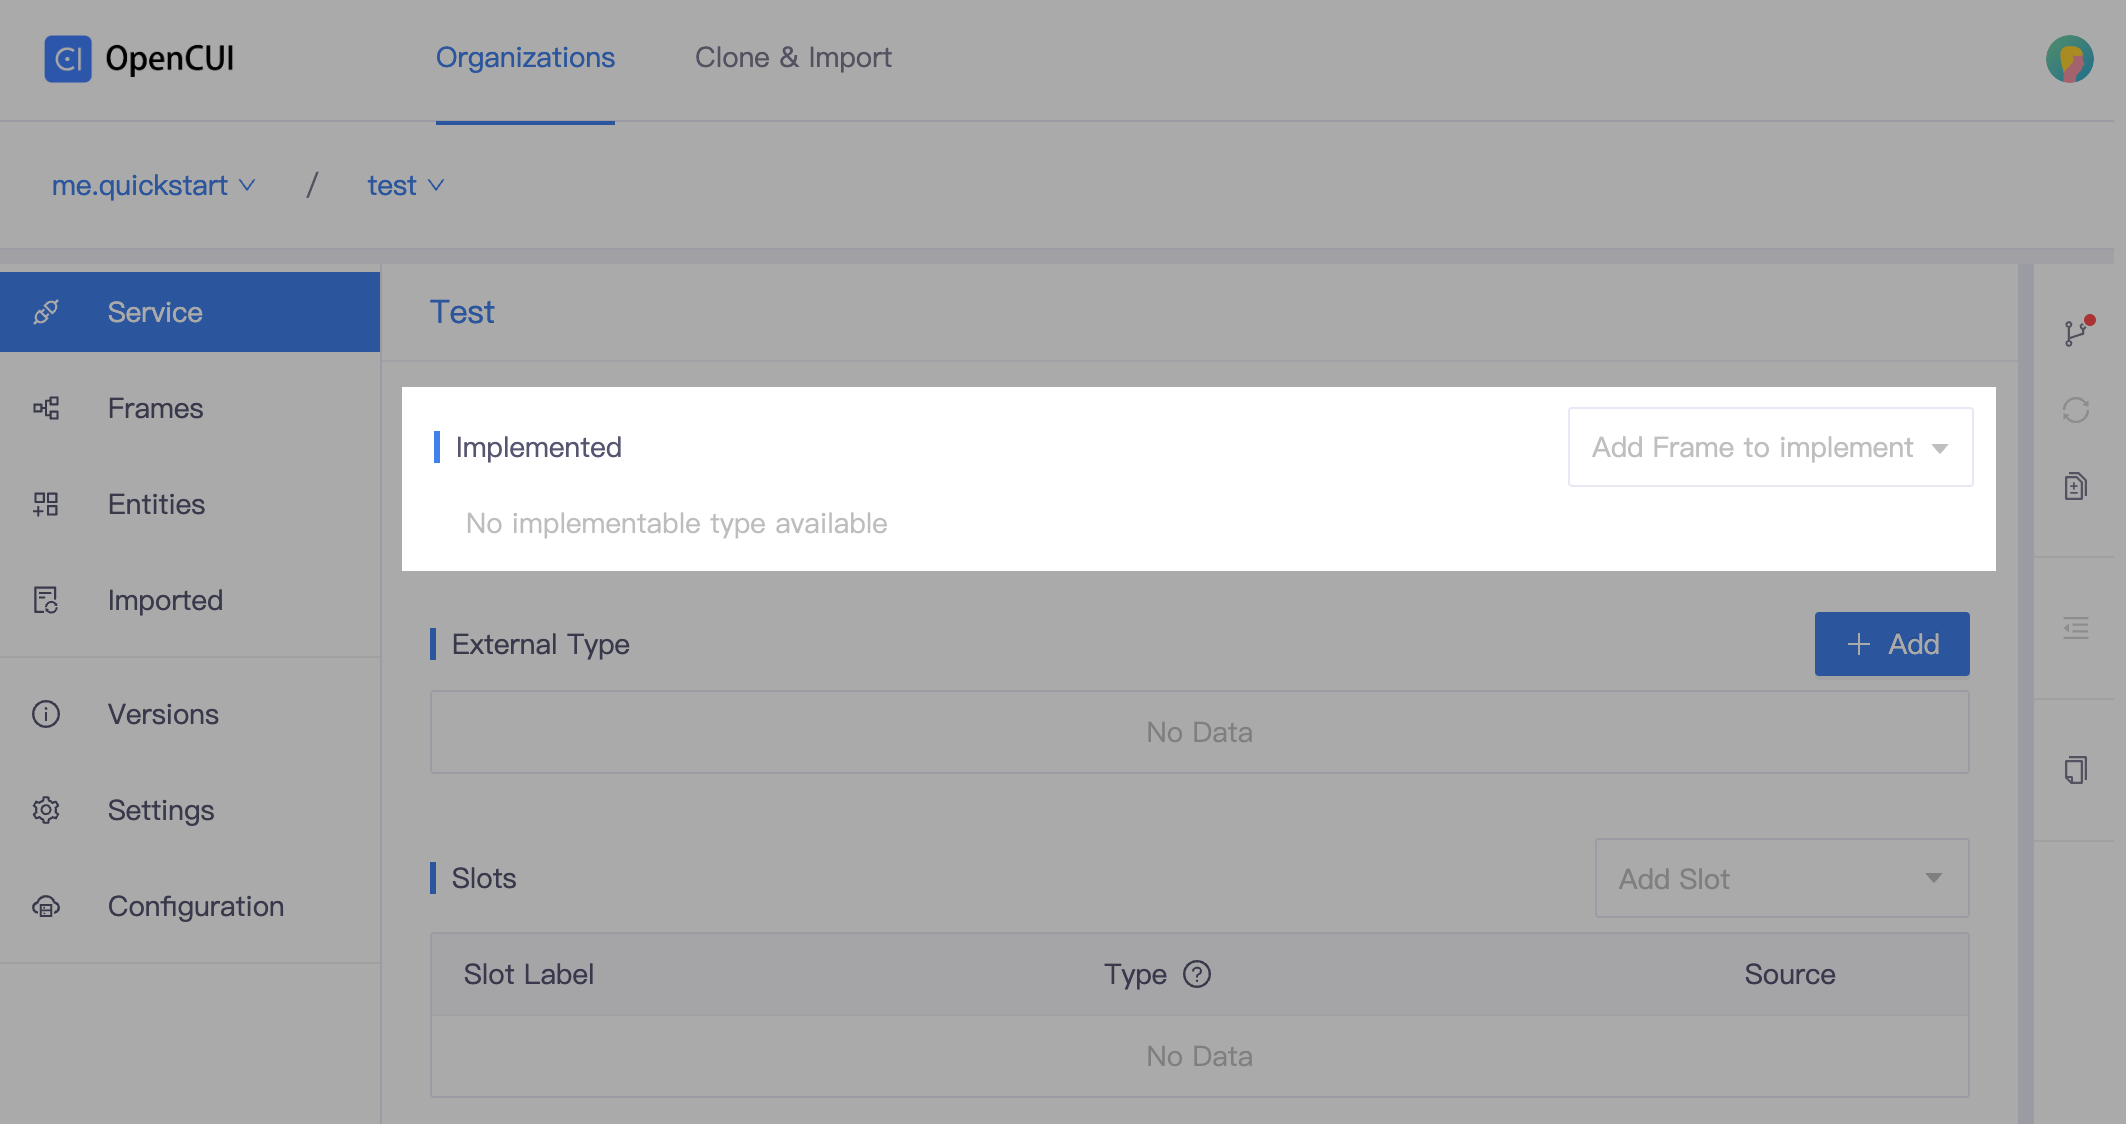 CI OpenCUI Organizations Clone & Import
me.quickstart / test
Service
Frames
Entities
Imported
Versions
Settings
Configuration
Test
Implemented Add Frame to implement
No implementable type available
External Type + Add
No Data
Slots Add Slot
Slot Label Type ? Source
No Data